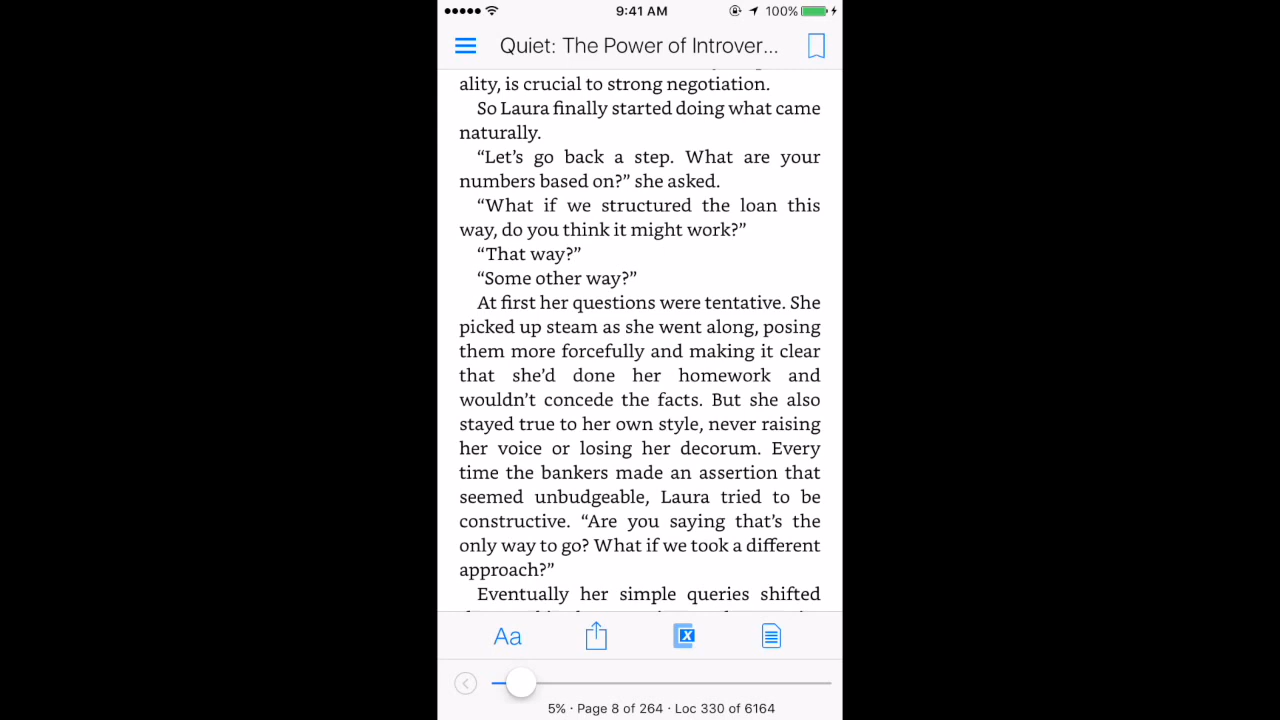 9:41 AM
100%
Quiet: The Power of Introver...
ality, is crucial to strong negotiation.
So Laura finally started doing what came
naturally.
“Let’s go back a step. What are your
numbers based on?” she asked.
“What if we structured the loan this
way, do you think it might work?”
“That way?”
“Some other way?”
At first her questions were tentative. She
picked up steam as she went along, posing
them more forcefully and making it clear
that she’d done her homework and
wouldn’t concede the facts. But she also
stayed true to her own style, never raising
her voice or losing her decorum. Every
time the bankers made an assertion that
seemed unbudgeable, Laura tried to be
constructive. “Are you saying that’s the
only way to go? What if we took a different
approach?”
Eventually her simple queries shifted
Aa
X
5% · Page 8 of 264 · Loc 330 of 6164